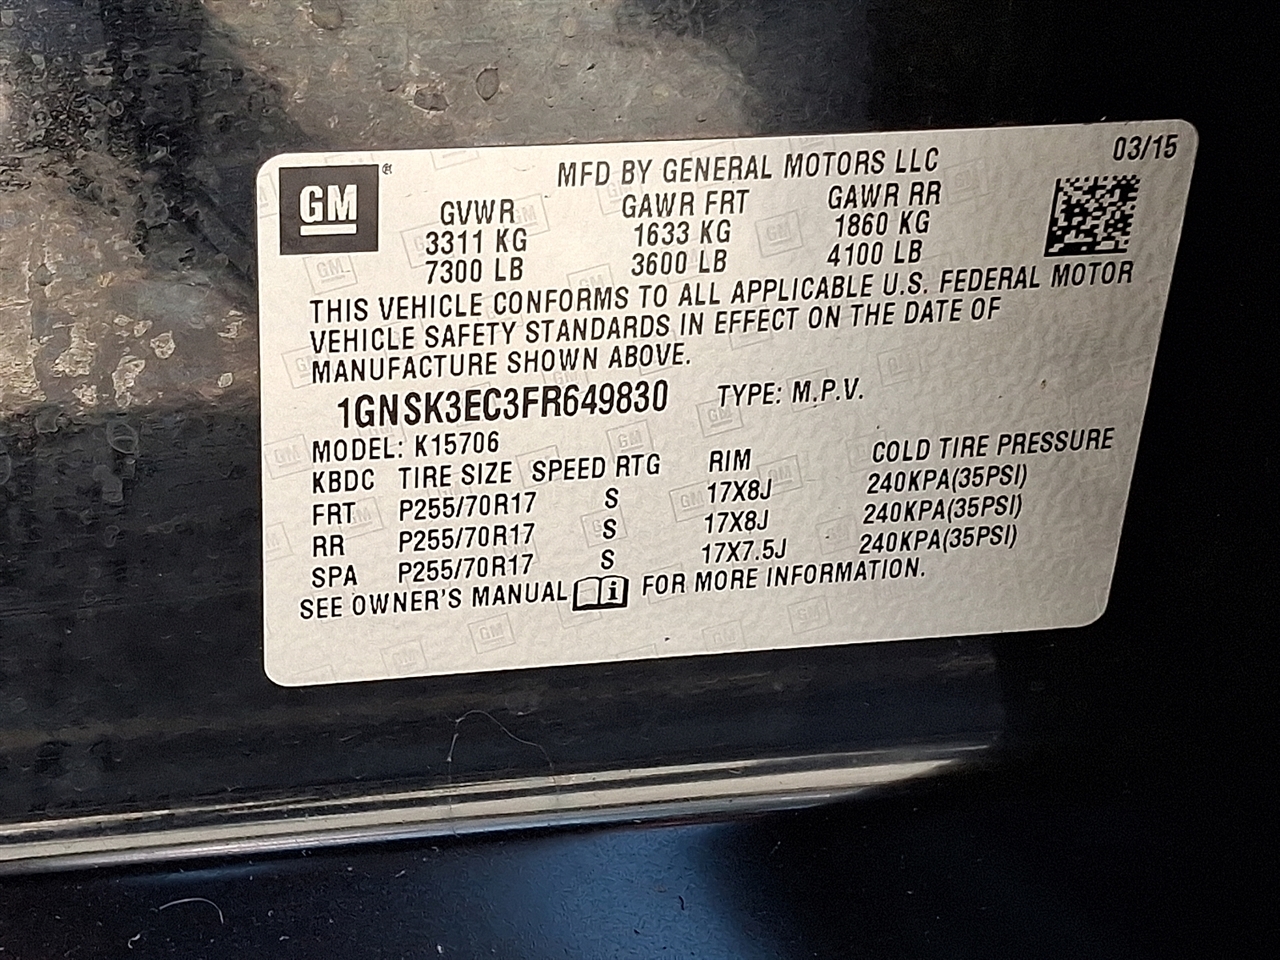 GM®
MFD BY GENERAL MOTORS LLC
03/15
GVWR GAWR FRT GAWR RR
3311 KG 1633 KG 1860 KG
7300 LB 3600 LB 4100 LB
THIS VEHICLE CONFORMS TO ALL APPLICABLE U.S. FEDERAL MOTOR
VEHICLE SAFETY STANDARDS IN EFFECT ON THE DATE OF
MANUFACTURE SHOWN ABOVE.
1GNSK3EC3FR649830 TYPE: M.P.V.
MODEL: K15706
KBDC TIRE SIZE SPEED RTG RIM COLD TIRE PRESSURE
FRT P255/70R17 S 17X8J 240KPA(35PSI)
RR P255/70R17 S 17X8J 240KPA(35PSI)
SPA P255/70R17 S 17X7.5J 240KPA(35PSI)
SEE OWNER'S MANUAL i FOR MORE INFORMATION.